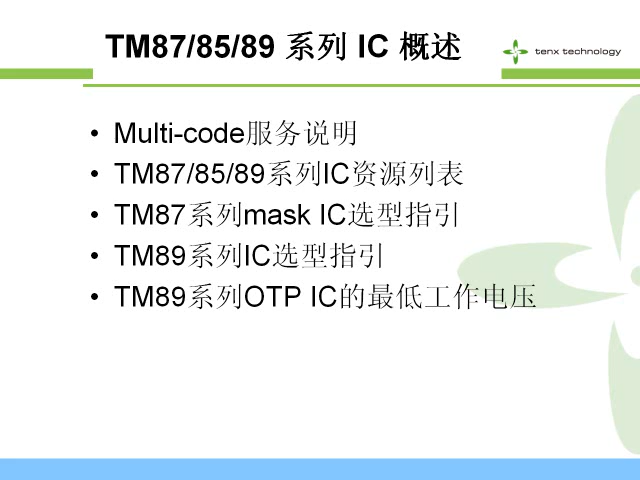 TM87/85/89 系列 IC 概述
tenx technology
• Multi-code服务说明
• TM87/85/89系列IC资源列表
• TM87系列mask IC选型指引
• TM89系列IC选型指引
• TM89系列OTP IC的最低工作电压